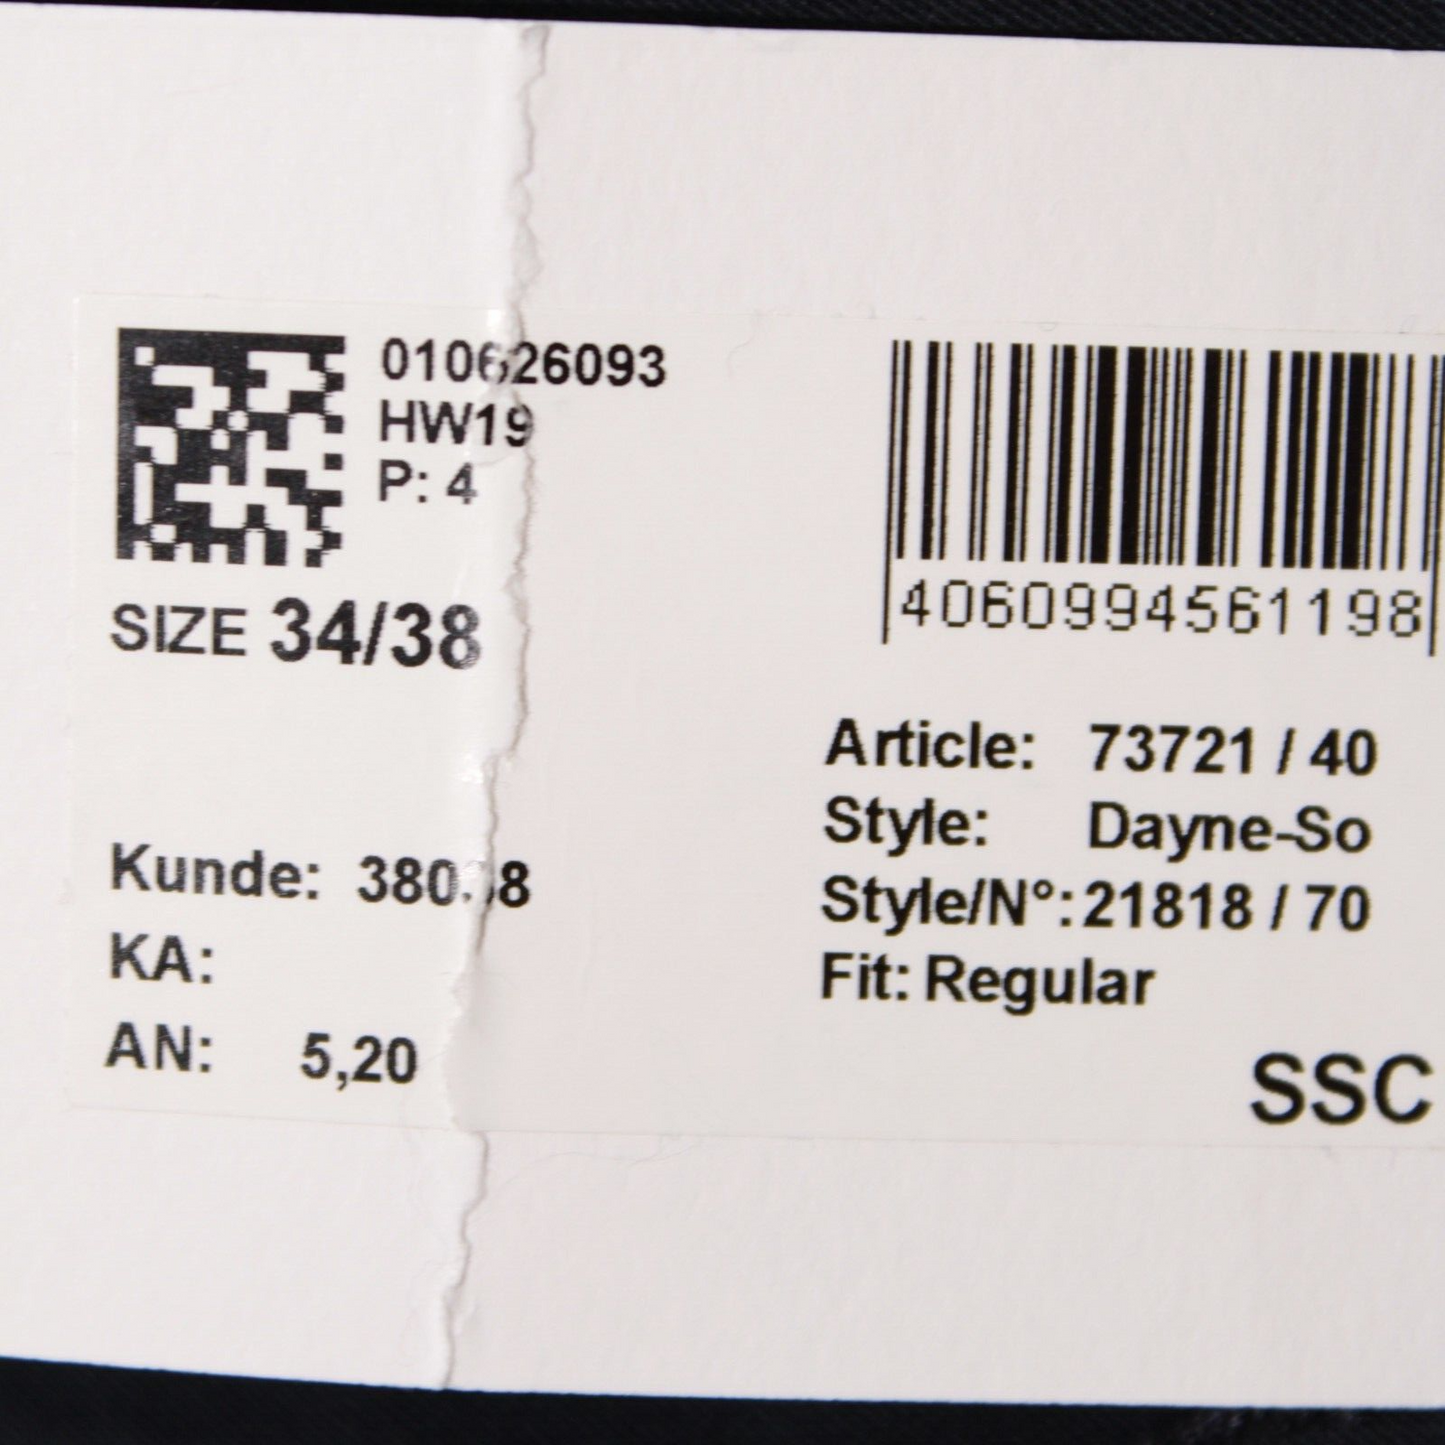 010626093
HW19
P: 4
SIZE 34/38
Kunde:
KA:
AN: 5,20
4060994561198
Article: 73721 / 40
Style: Dayne-So
Style/N°: 21818 / 70
Fit: Regular
SSC